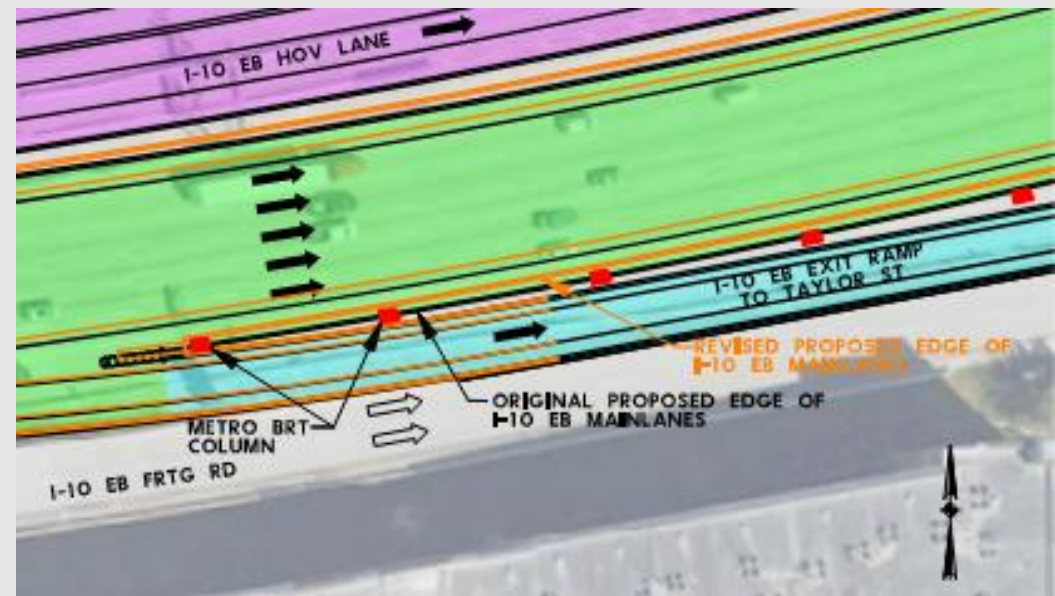 I-10 EB HOV LANE
I-10 EB EXIT RAMP
TO TAYLOR ST
REVISED PROPOSED EDGE OF
I-10 EB MAINLANES
ORIGINAL PROPOSED EDGE OF
I-10 EB MAINLANES
METRO BRT
COLUMN
I-10 EB FRTG RD